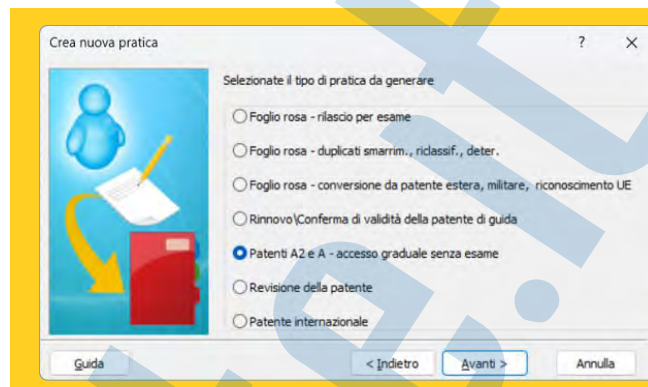 Crea nuova pratica
Selezionate il tipo di pratica da generare
Foglio rosa - rilascio per esame
Foglio rosa - duplicati smarrim., riclassif., deter.
Foglio rosa - conversione da patente estera, militare, riconoscimento UE
Rinnovo\Conferma di validità della patente di guida
Patenti A2 e A - accesso graduale senza esame
Revisione della patente
Patente internazionale
Guida < Indietro Avanti > Annulla